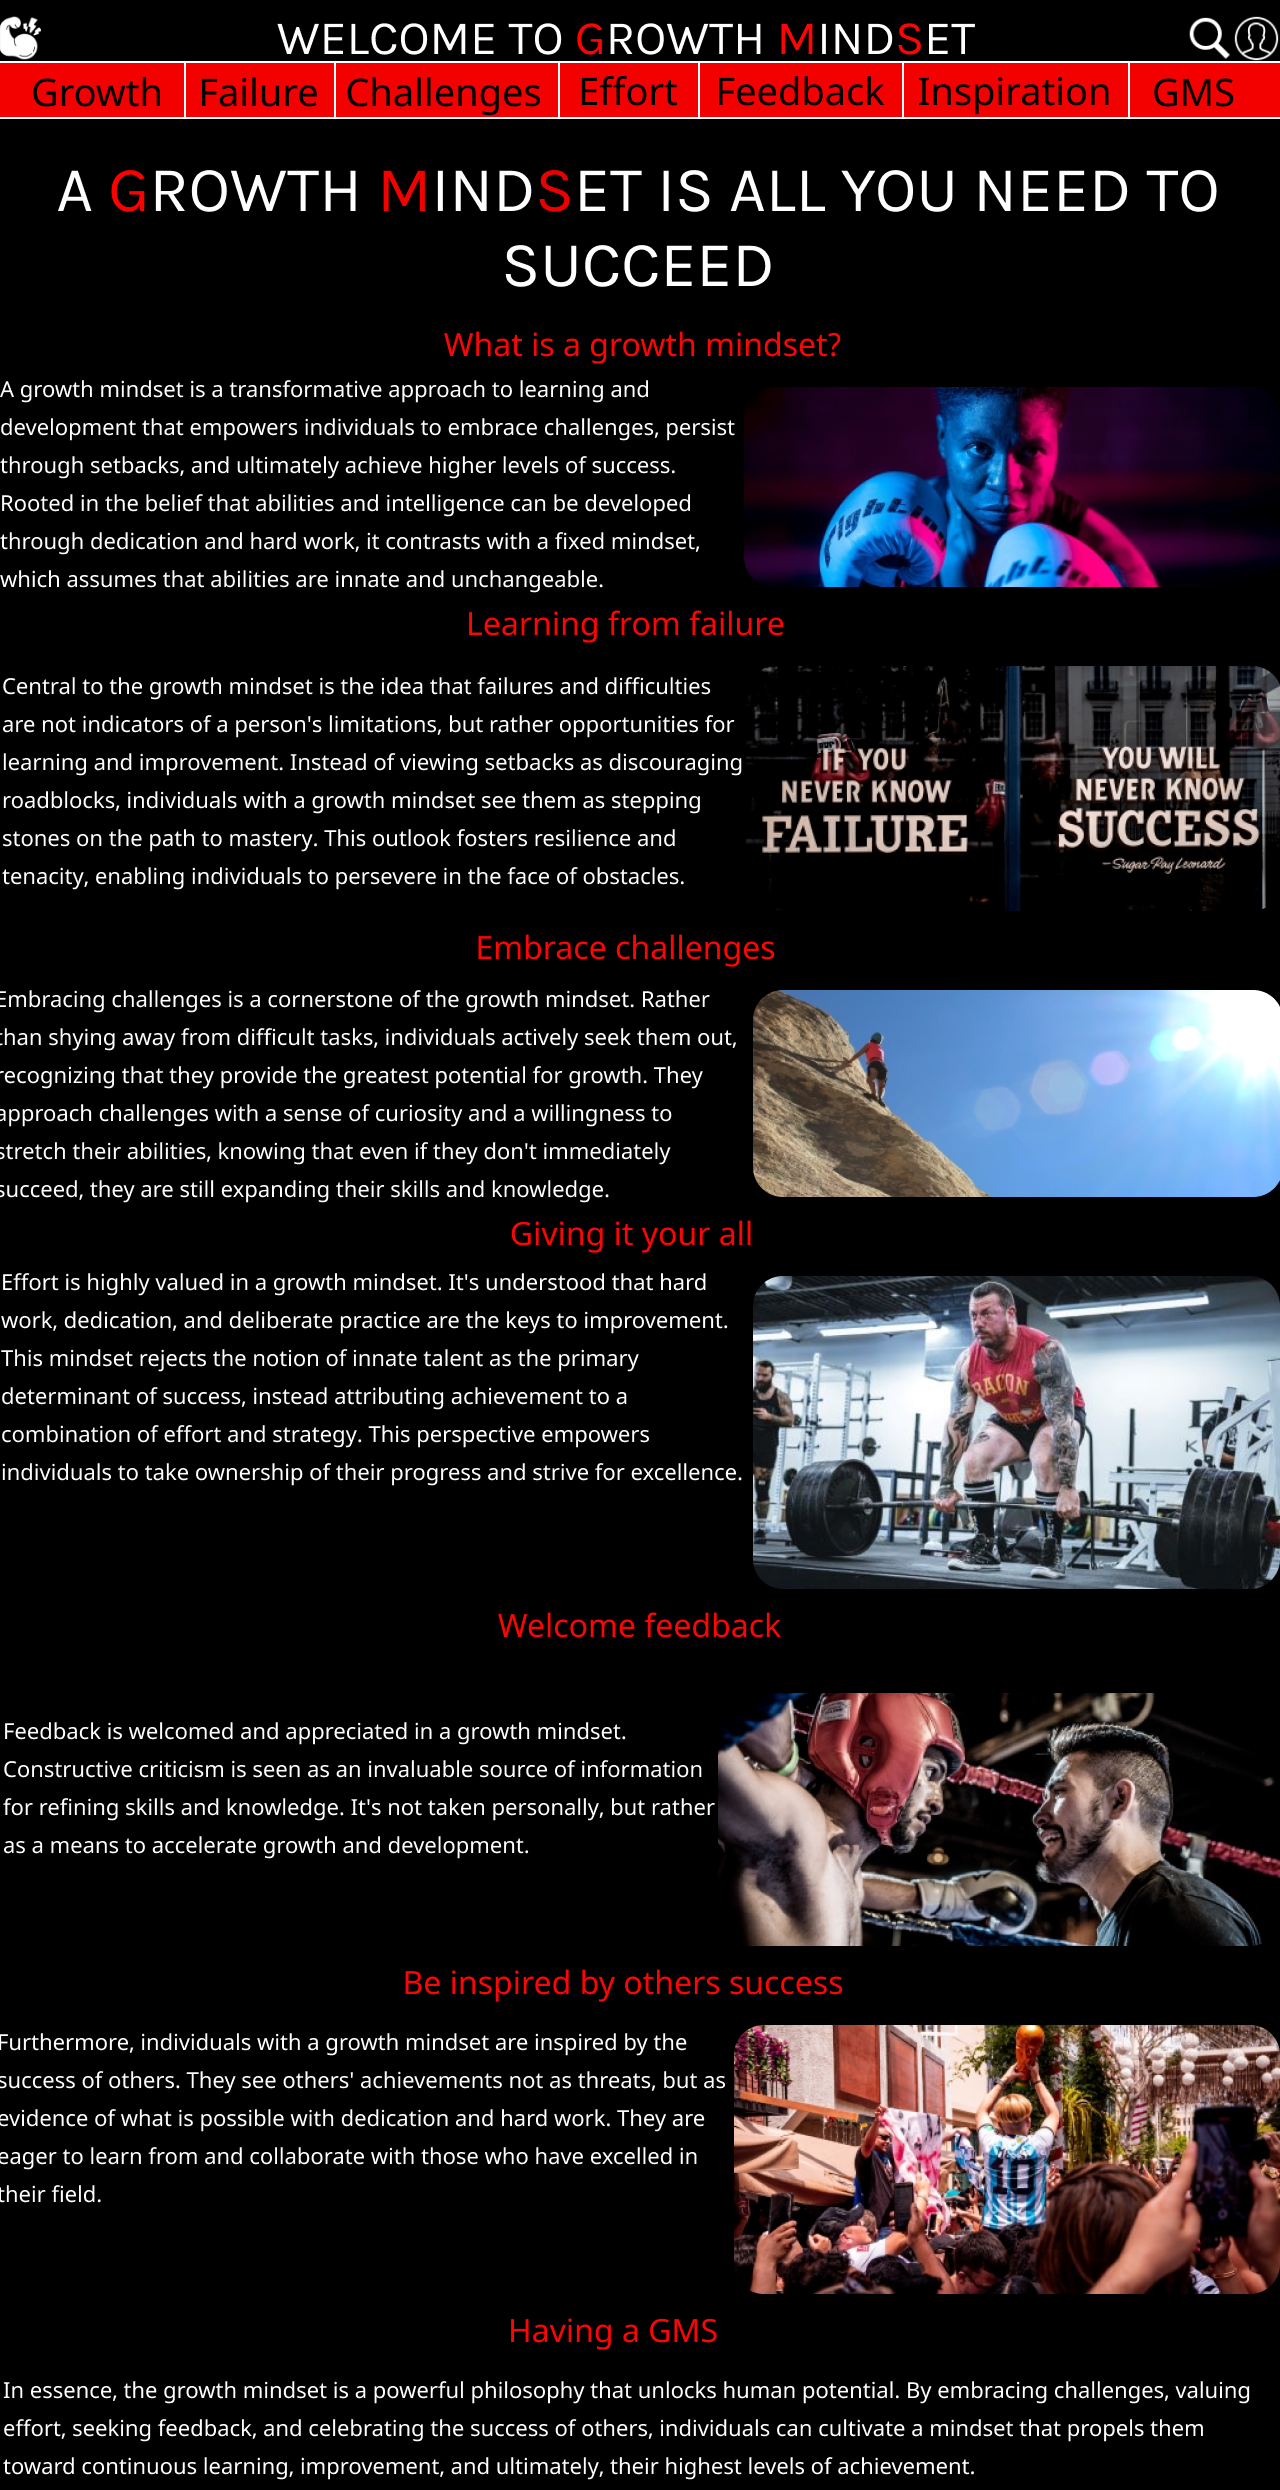 WELCOME TO GROWTH MINDSET
Growth Failure Challenges Effort Feedback Inspiration GMS
A GROWTH MINDSET IS ALL YOU NEED TO
SUCCEED
What is a growth mindset?
A growth mindset is a transformative approach to learning and
development that empowers individuals to embrace challenges, persist
through setbacks, and ultimately achieve higher levels of success.
Rooted in the belief that abilities and intelligence can be developed
through dedication and hard work, it contrasts with a fixed mindset,
which assumes that abilities are innate and unchangeable.
Learning from failure
Central to the growth mindset is the idea that failures and difficulties
are not indicators of a person's limitations, but rather opportunities for
learning and improvement. Instead of viewing setbacks as discouraging
roadblocks, individuals with a growth mindset see them as stepping
stones on the path to mastery. This outlook fosters resilience and
tenacity, enabling individuals to persevere in the face of obstacles.
IF YOU
NEVER KNOW
FAILURE
YOU WILL
NEVER KNOW
SUCCESS
—Sugar Ray Leonard
Embrace challenges
Embracing challenges is a cornerstone of the growth mindset. Rather
than shying away from difficult tasks, individuals actively seek them out,
recognizing that they provide the greatest potential for growth. They
approach challenges with a sense of curiosity and a willingness to
stretch their abilities, knowing that even if they don't immediately
succeed, they are still expanding their skills and knowledge.
Giving it your all
Effort is highly valued in a growth mindset. It's understood that hard
work, dedication, and deliberate practice are the keys to improvement.
This mindset rejects the notion of innate talent as the primary
determinant of success, instead attributing achievement to a
combination of effort and strategy. This perspective empowers
individuals to take ownership of their progress and strive for excellence.
Welcome feedback
Feedback is welcomed and appreciated in a growth mindset.
Constructive criticism is seen as an invaluable source of information
for refining skills and knowledge. It's not taken personally, but rather
as a means to accelerate growth and development.
Be inspired by others success
Furthermore, individuals with a growth mindset are inspired by the
success of others. They see others' achievements not as threats, but as
evidence of what is possible with dedication and hard work. They are
eager to learn from and collaborate with those who have excelled in
their field.
10
Having a GMS
In essence, the growth mindset is a powerful philosophy that unlocks human potential. By embracing challenges, valuing
effort, seeking feedback, and celebrating the success of others, individuals can cultivate a mindset that propels them
toward continuous learning, improvement, and ultimately, their highest levels of achievement.